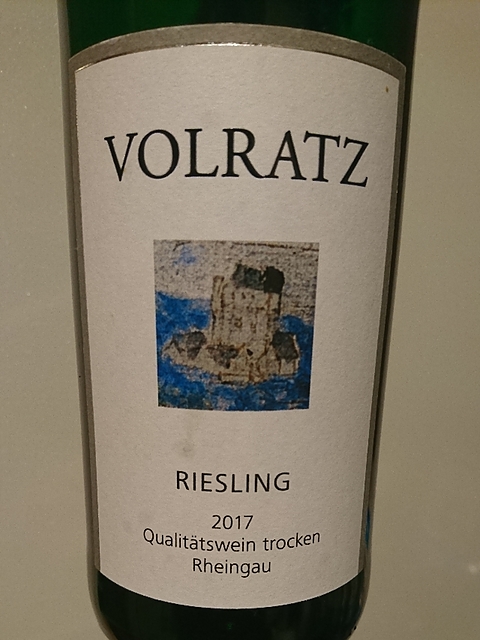 VOLRATZ
RIESLING
2017
Qualitätswein trocken
Rheingau